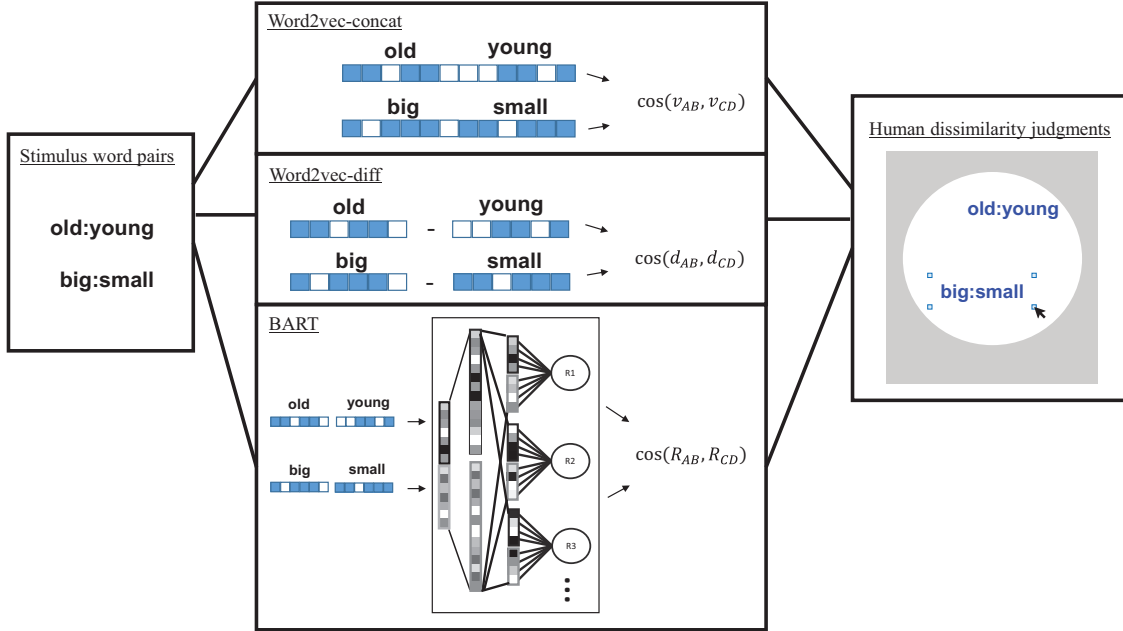 Stimulus word pairs
old:young
big:small
Word2vec-concat
old young
big small
cos(v_AB, v_CD)
Word2vec-diff
old - young
big - small
cos(d_AB, d_CD)
BART
old young
big small
R1
R2
R3
cos(R_AB, R_CD)
Human dissimilarity judgments
old:young
big:small